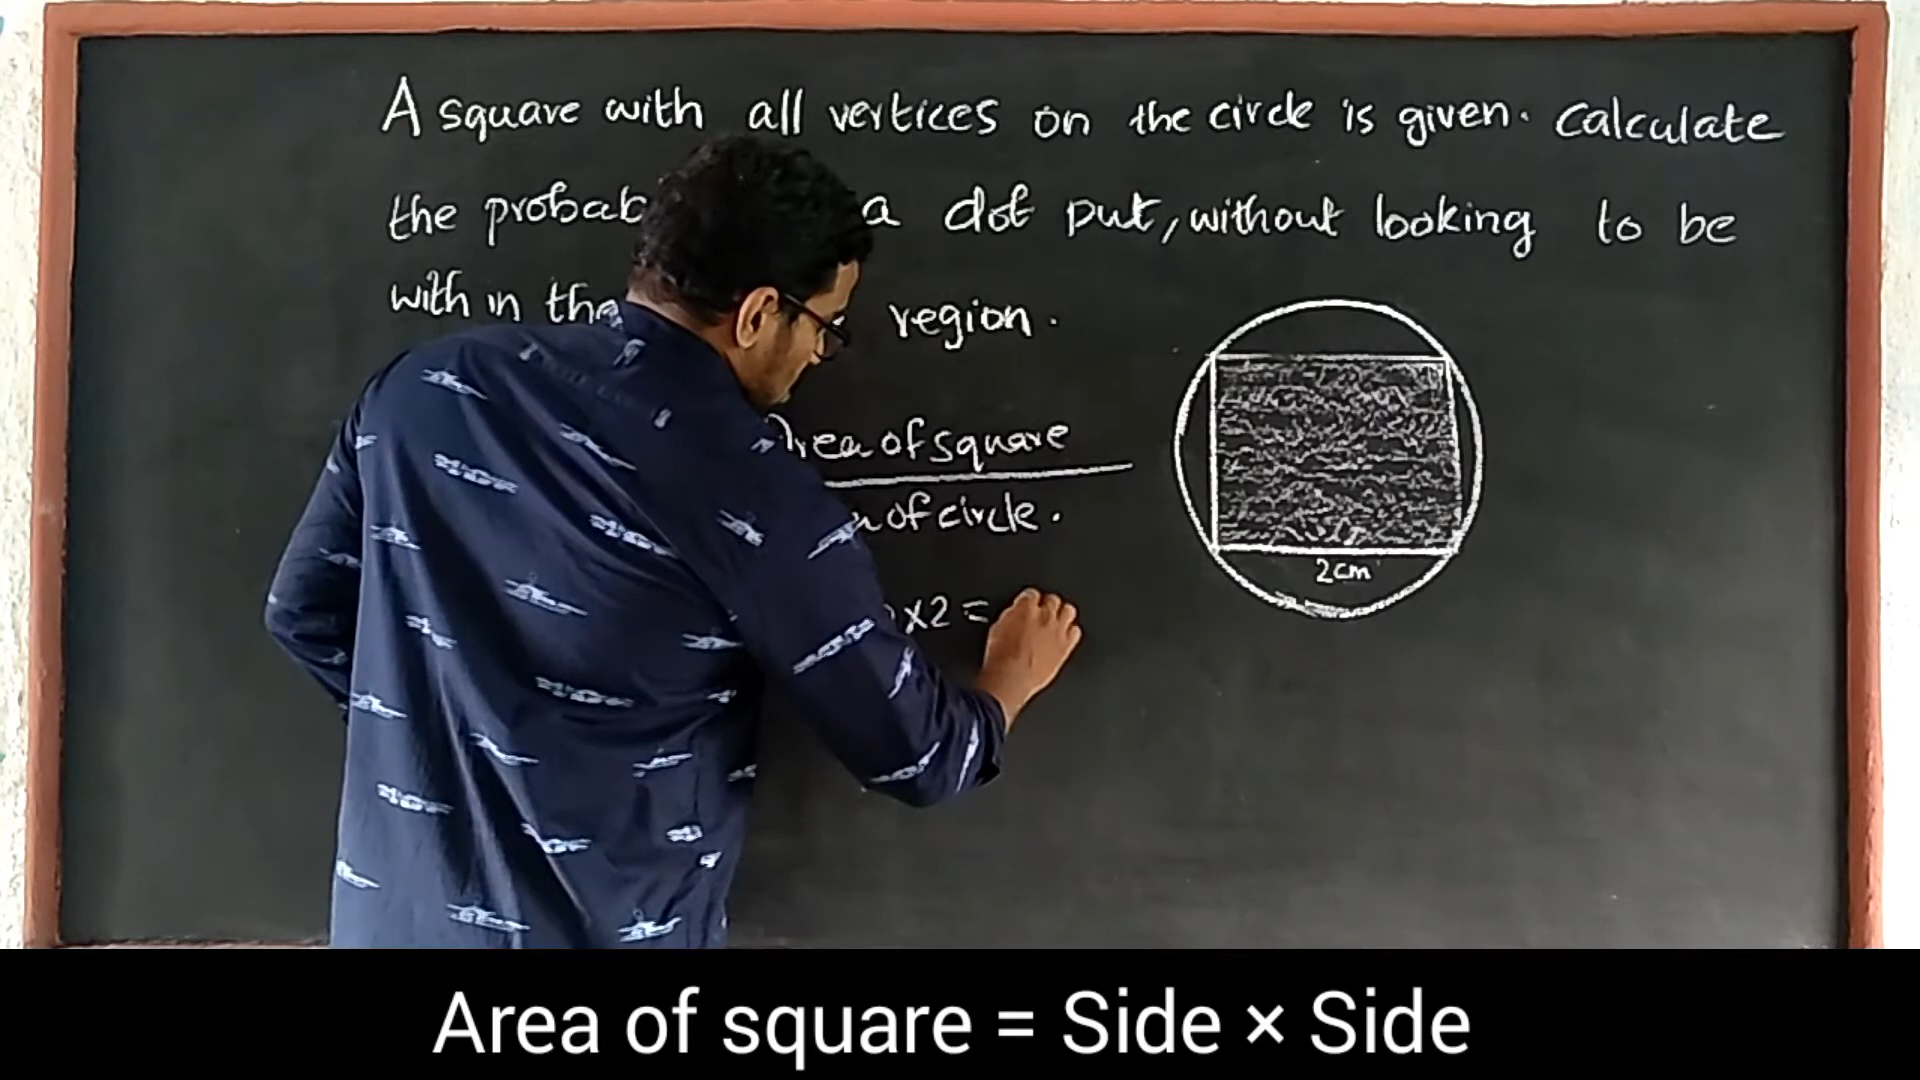 A square with all vertices on the circle is given. Calculate
the probab a dot put, without looking to be
with in the region.
Area of square
of circle.
x2 =
2cm
Area of square = Side × Side